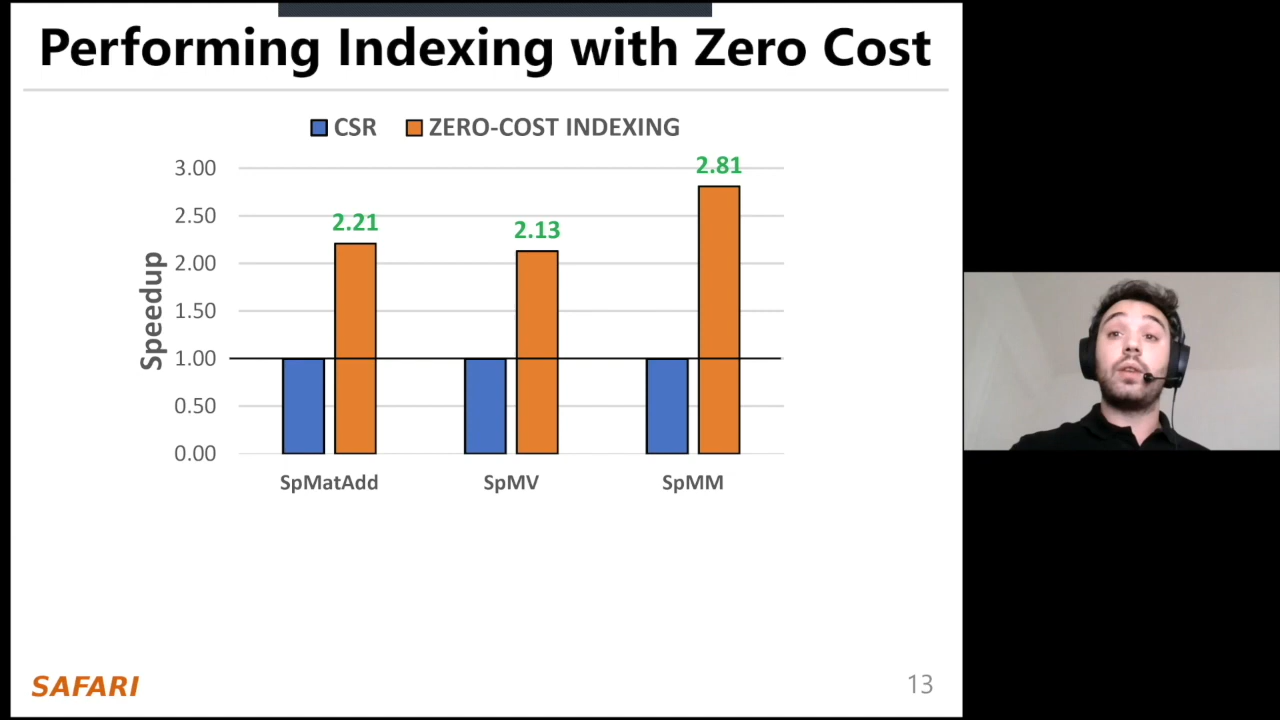 Performing Indexing with Zero Cost
CSR ZERO-COST INDEXING
3.00
2.50
2.00
1.50
1.00
0.50
0.00
Speedup
2.21
2.13
2.81
SpMatAdd SpMV SpMM
SAFARI
13